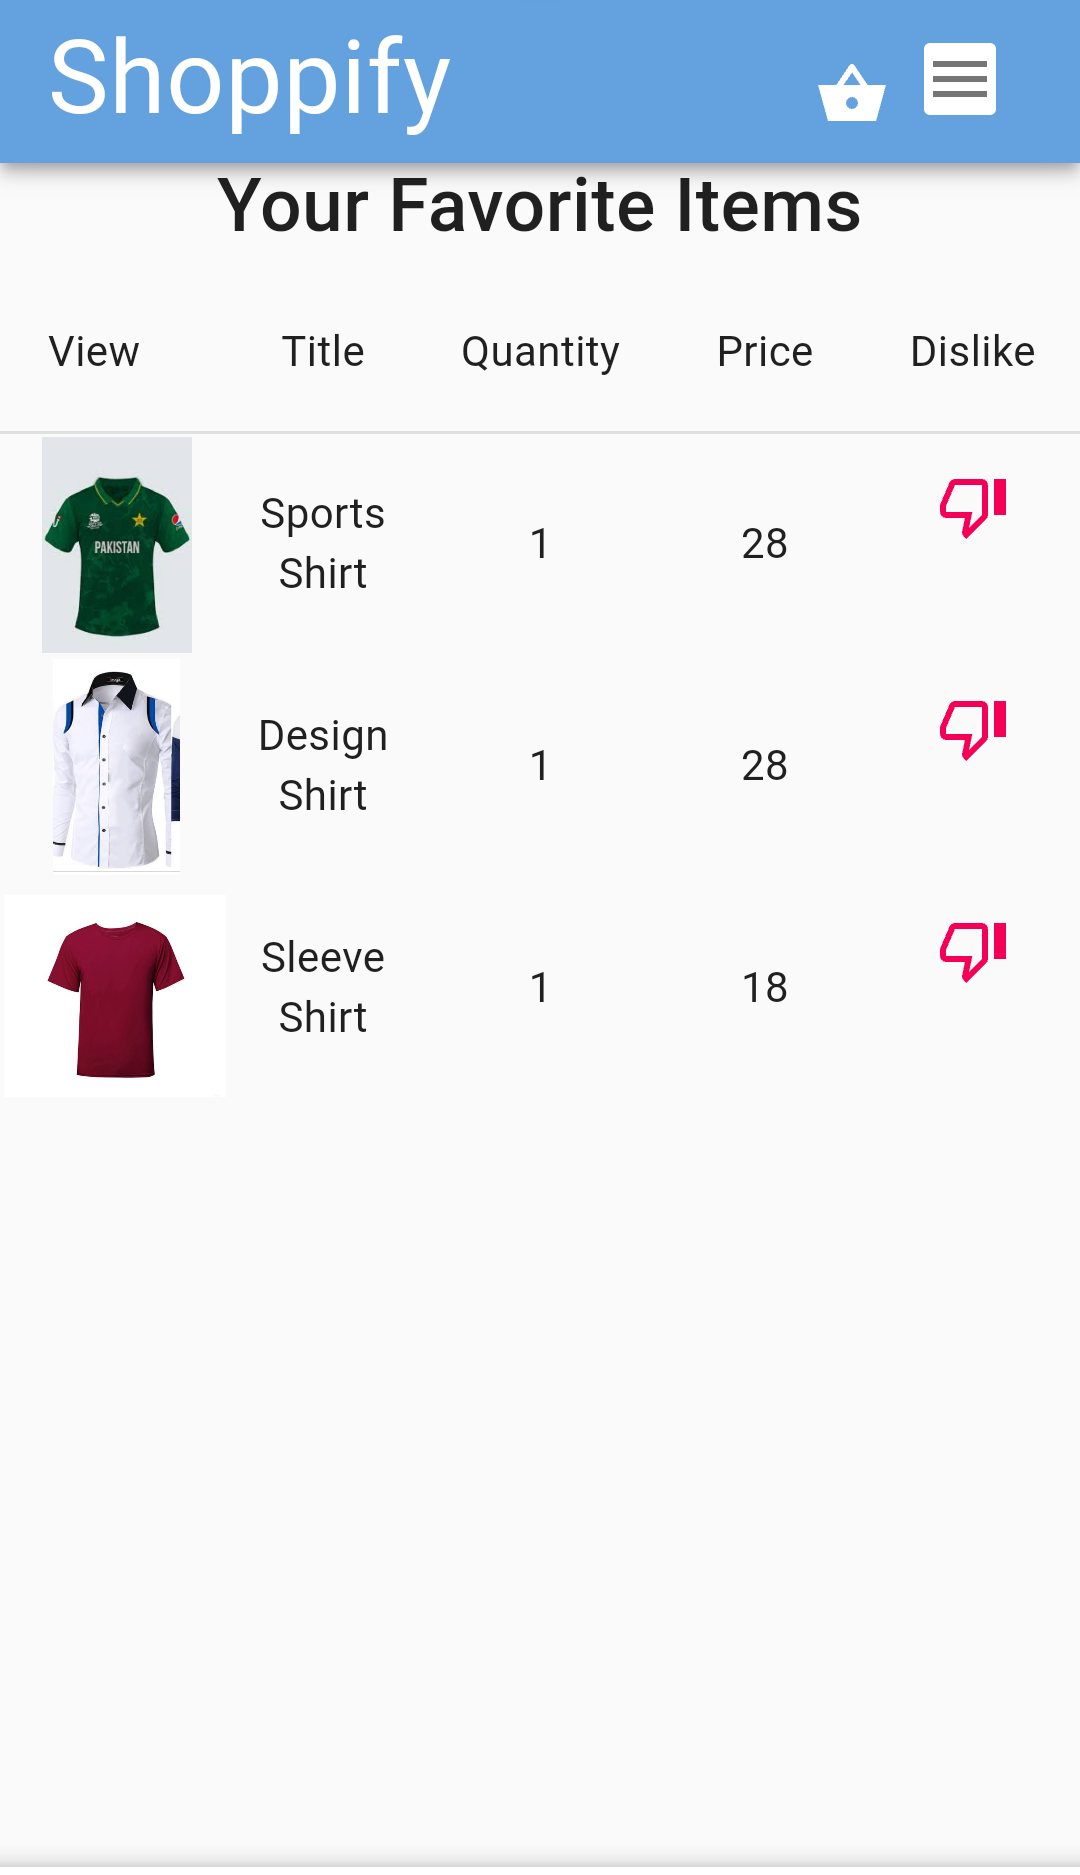 Shoppify
Your Favorite Items
View Title Quantity Price Dislike
PAKISTAN
Sports
Shirt
1 28
Design
Shirt
1 28
Sleeve
Shirt
1 18